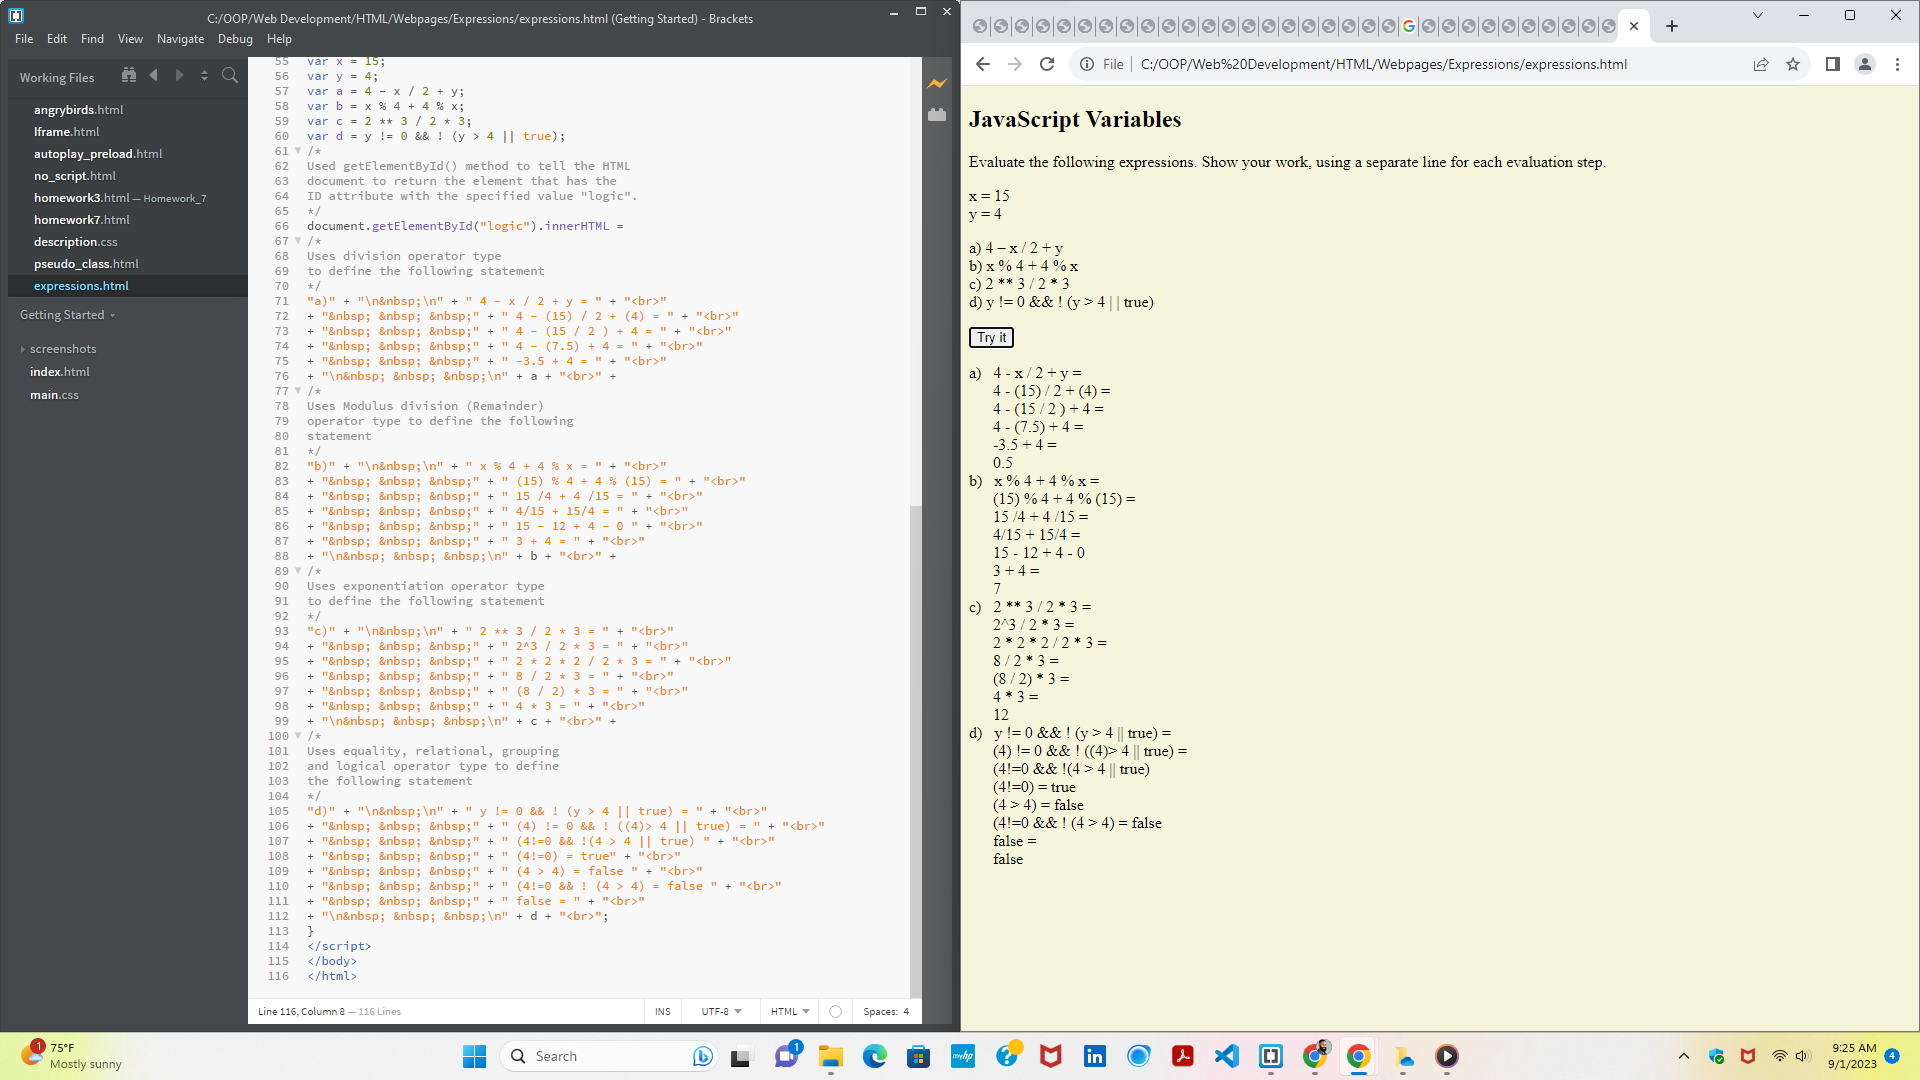 C:/OOP/Web Development/HTML/Webpages/Expressions/expressions.html (Getting Started) - Brackets
File Edit Find View Navigate Debug Help
Working Files
angrybirds.html
Iframe.html
autoplay_preload.html
no_script.html
homework3.html — Homework_7
homework7.html
description.css
pseudo_class.html
expressions.html
Getting Started
screenshots
index.html
main.css
55 var x = 15;
56 var y = 4;
57 var a = 4 - x / 2 + y;
58 var b = x % 4 + 4 % x;
59 var c = 2 ** 3 / 2 * 3;
60 var d = y != 0 && ! (y > 4 || true);
61 /*
62 Used getElementById() method to tell the HTML
63 document to return the element that has the
64 ID attribute with the specified value "logic".
65 */
66 document.getElementById("logic").innerHTML =
67 /*
68 Uses division operator type
69 to define the following statement
70 */
71 "a)" + "\n&nbsp;\n" + " 4 - x / 2 + y = " + "<br>"
72 + "&nbsp; &nbsp; &nbsp;" + " 4 - (15) / 2 + (4) = " + "<br>"
73 + "&nbsp; &nbsp; &nbsp;" + " 4 - (15 / 2 ) + 4 = " + "<br>"
74 + "&nbsp; &nbsp; &nbsp;" + " 4 - (7.5) + 4 = " + "<br>"
75 + "&nbsp; &nbsp; &nbsp;" + " -3.5 + 4 = " + "<br>"
76 + "\n&nbsp; &nbsp; &nbsp;\n" + a + "<br>" +
77 /*
78 Uses Modulus division (Remainder)
79 operator type to define the following
80 statement
81 */
82 "b)" + "\n&nbsp;\n" + " x % 4 + 4 % x = " + "<br>"
83 + "&nbsp; &nbsp; &nbsp;" + " (15) % 4 + 4 % (15) = " + "<br>"
84 + "&nbsp; &nbsp; &nbsp;" + " 15 /4 + 4 /15 = " + "<br>"
85 + "&nbsp; &nbsp; &nbsp;" + " 4/15 + 15/4 = " + "<br>"
86 + "&nbsp; &nbsp; &nbsp;" + " 15 - 12 + 4 - 0 " + "<br>"
87 + "&nbsp; &nbsp; &nbsp;" + " 3 + 4 = " + "<br>"
88 + "\n&nbsp; &nbsp; &nbsp;\n" + b + "<br>" +
89 /*
90 Uses exponentiation operator type
91 to define the following statement
92 */
93 "c)" + "\n&nbsp;\n" + " 2 ** 3 / 2 * 3 = " + "<br>"
94 + "&nbsp; &nbsp; &nbsp;" + " 2^3 / 2 * 3 = " + "<br>"
95 + "&nbsp; &nbsp; &nbsp;" + " 2 * 2 * 2 / 2 * 3 = " + "<br>"
96 + "&nbsp; &nbsp; &nbsp;" + " 8 / 2 * 3 = " + "<br>"
97 + "&nbsp; &nbsp; &nbsp;" + " (8 / 2) * 3 = " + "<br>"
98 + "&nbsp; &nbsp; &nbsp;" + " 4 * 3 = " + "<br>"
99 + "\n&nbsp; &nbsp; &nbsp;\n" + c + "<br>" +
100 /*
101 Uses equality, relational, grouping
102 and logical operator type to define
103 the following statement
104 */
105 "d)" + "\n&nbsp;\n" + " y != 0 && ! (y > 4 || true) = " + "<br>"
106 + "&nbsp; &nbsp; &nbsp;" + " (4) != 0 && ! ((4)> 4 || true) = " + "<br>"
107 + "&nbsp; &nbsp; &nbsp;" + " (4!=0 && !(4 > 4 || true) " + "<br>"
108 + "&nbsp; &nbsp; &nbsp;" + " (4!=0) = true" + "<br>"
109 + "&nbsp; &nbsp; &nbsp;" + " (4 > 4) = false " + "<br>"
110 + "&nbsp; &nbsp; &nbsp;" + " (4!=0 && ! (4 > 4) = false " + "<br>"
111 + "&nbsp; &nbsp; &nbsp;" + " false = " + "<br>"
112 + "\n&nbsp; &nbsp; &nbsp;\n" + d + "<br>";
113 }
114 </script>
115 </body>
116 </html>
Line 116, Column 8 — 116 Lines INS UTF-8 HTML Spaces: 4
File C:/OOP/Web%20Development/HTML/Webpages/Expressions/expressions.html
JavaScript Variables
Evaluate the following expressions. Show your work, using a separate line for each evaluation step.
x = 15
y = 4
a) 4 – x / 2 + y
b) x % 4 + 4 % x
c) 2 ** 3 / 2 * 3
d) y != 0 && ! (y > 4 | | true)
Try it
a) 4 - x / 2 + y =
4 - (15) / 2 + (4) =
4 - (15 / 2 ) + 4 =
4 - (7.5) + 4 =
-3.5 + 4 =
0.5
b) x % 4 + 4 % x =
(15) % 4 + 4 % (15) =
15 /4 + 4 /15 =
4/15 + 15/4 =
15 - 12 + 4 - 0
3 + 4 =
7
c) 2 ** 3 / 2 * 3 =
2^3 / 2 * 3 =
2 * 2 * 2 / 2 * 3 =
8 / 2 * 3 =
(8 / 2) * 3 =
4 * 3 =
12
d) y != 0 && ! (y > 4 || true) =
(4) != 0 && ! ((4)> 4 || true) =
(4!=0 && !(4 > 4 || true)
(4!=0) = true
(4 > 4) = false
(4!=0 && ! (4 > 4) = false
false =
false
1 75°F
Mostly sunny
Search
1
myhp
in
9:25 AM
9/1/2023
4